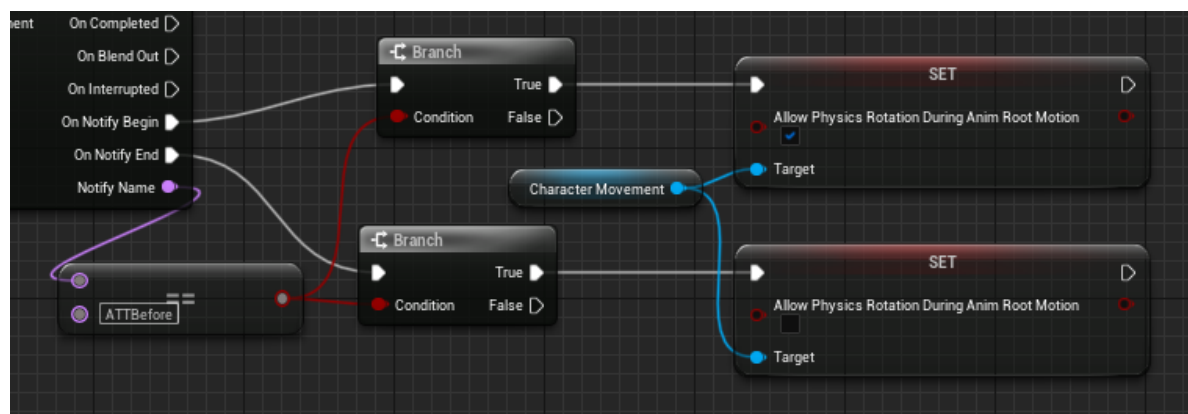 ment
On Completed
On Blend Out
On Interrupted
On Notify Begin
On Notify End
Notify Name
==
ATTBefore
Branch
True
Condition
False
Branch
True
Condition
False
Character Movement
SET
Allow Physics Rotation During Anim Root Motion
Target
SET
Allow Physics Rotation During Anim Root Motion
Target